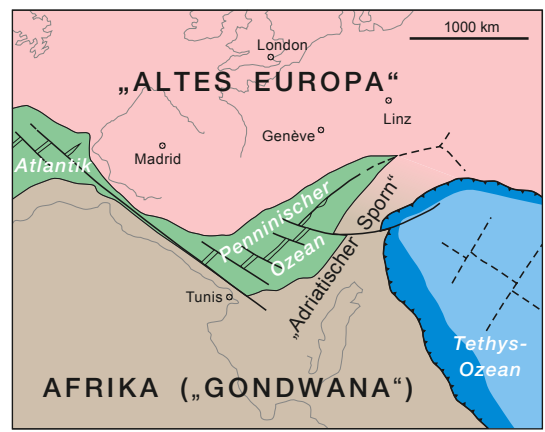 1000 km
London
„ALTES EUROPA“
Linz
Genève
Madrid
Atlantik
Penninischer
Ozean
„Adriatischer Sporn“
Tunis
Tethys-
Ozean
AFRIKA („GONDWANA“)